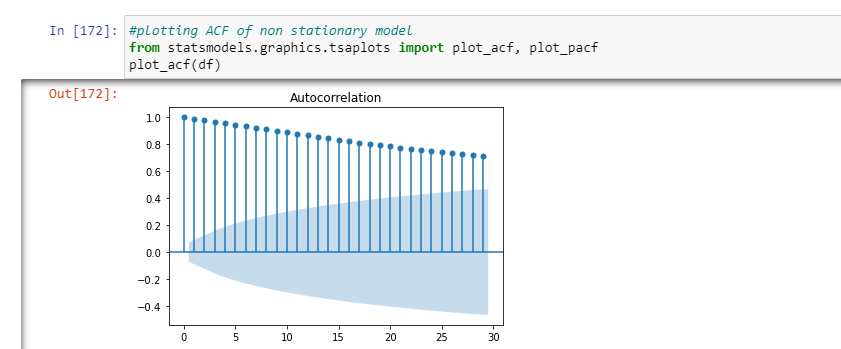 In [172]: #plotting ACF of non stationary model
from statsmodels.graphics.tsaplots import plot_acf, plot_pacf
plot_acf(df)
Out[172]:
Autocorrelation
1.0
0.8
0.6
0.4
0.2
0.0
−0.2
−0.4
0 5 10 15 20 25 30